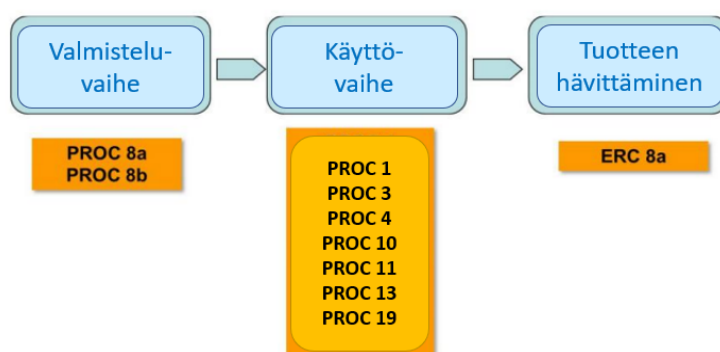 Valmistelu-
vaihe
Käyttö-
vaihe
Tuotteen
hävittäminen
PROC 8a
PROC 8b
PROC 1
PROC 3
PROC 4
PROC 10
PROC 11
PROC 13
PROC 19
ERC 8a